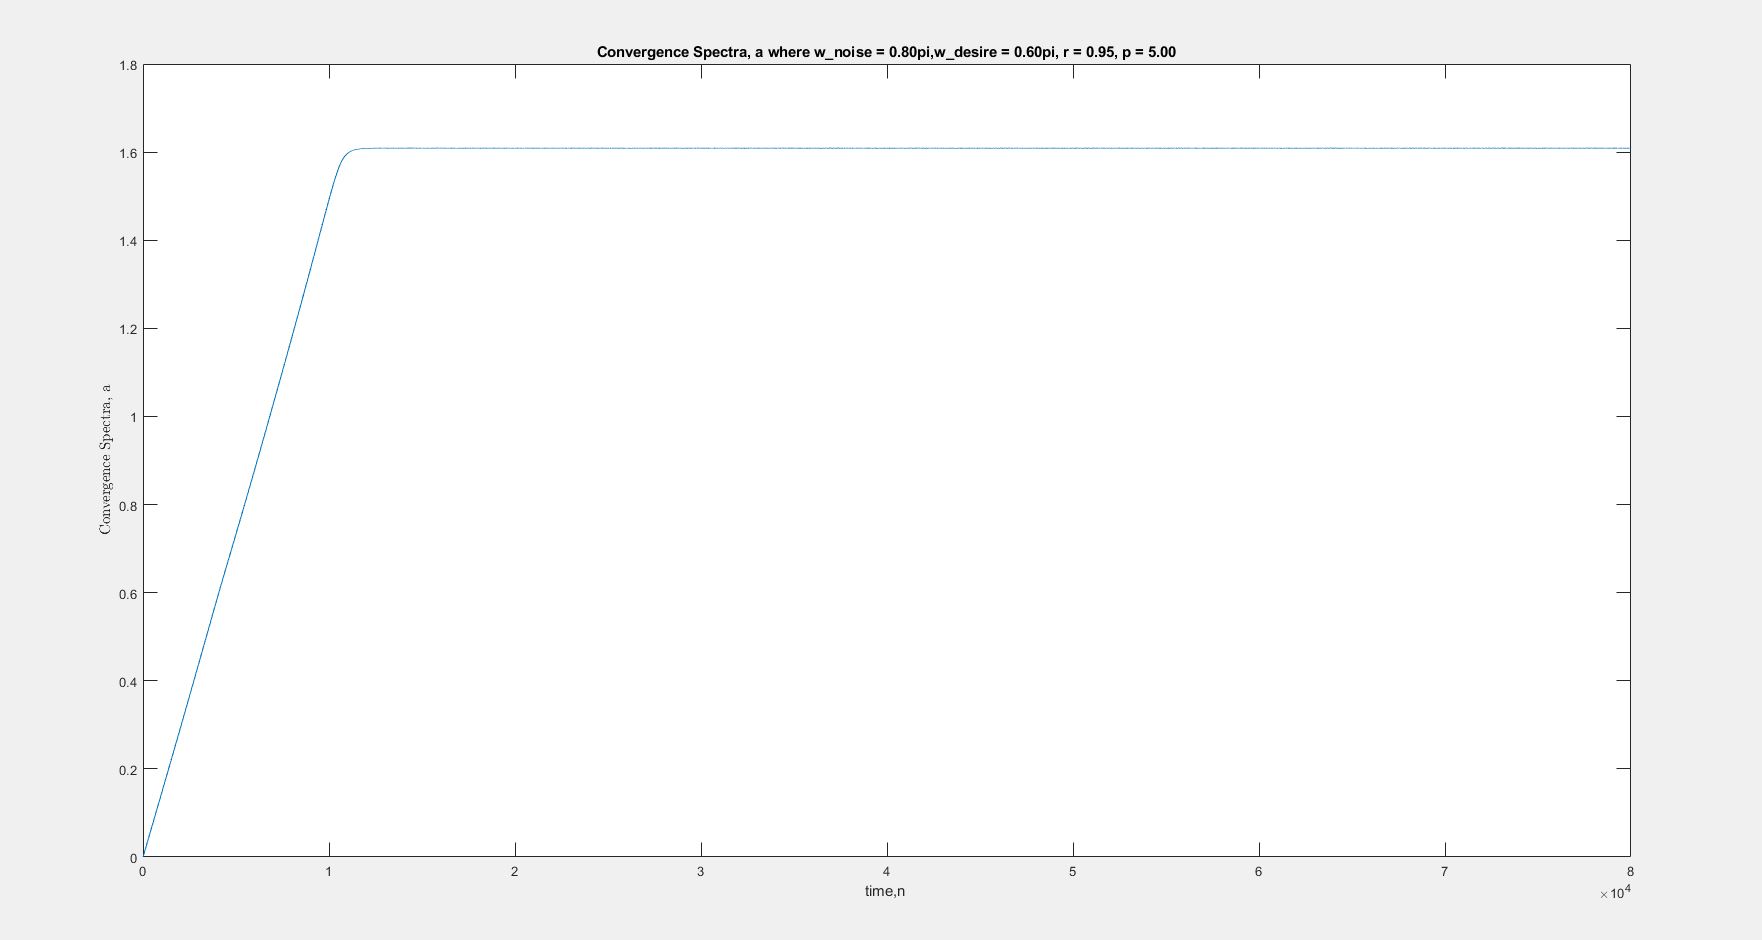 Convergence Spectra, a where w_noise = 0.80pi,w_desire = 0.60pi, r = 0.95, p = 5.00
1.8
1.6
1.4
1.2
1
0.8
0.6
0.4
0.2
0
Convergence Spectra, a
0 1 2 3 4 5 6 7 8
time,n
×10^4